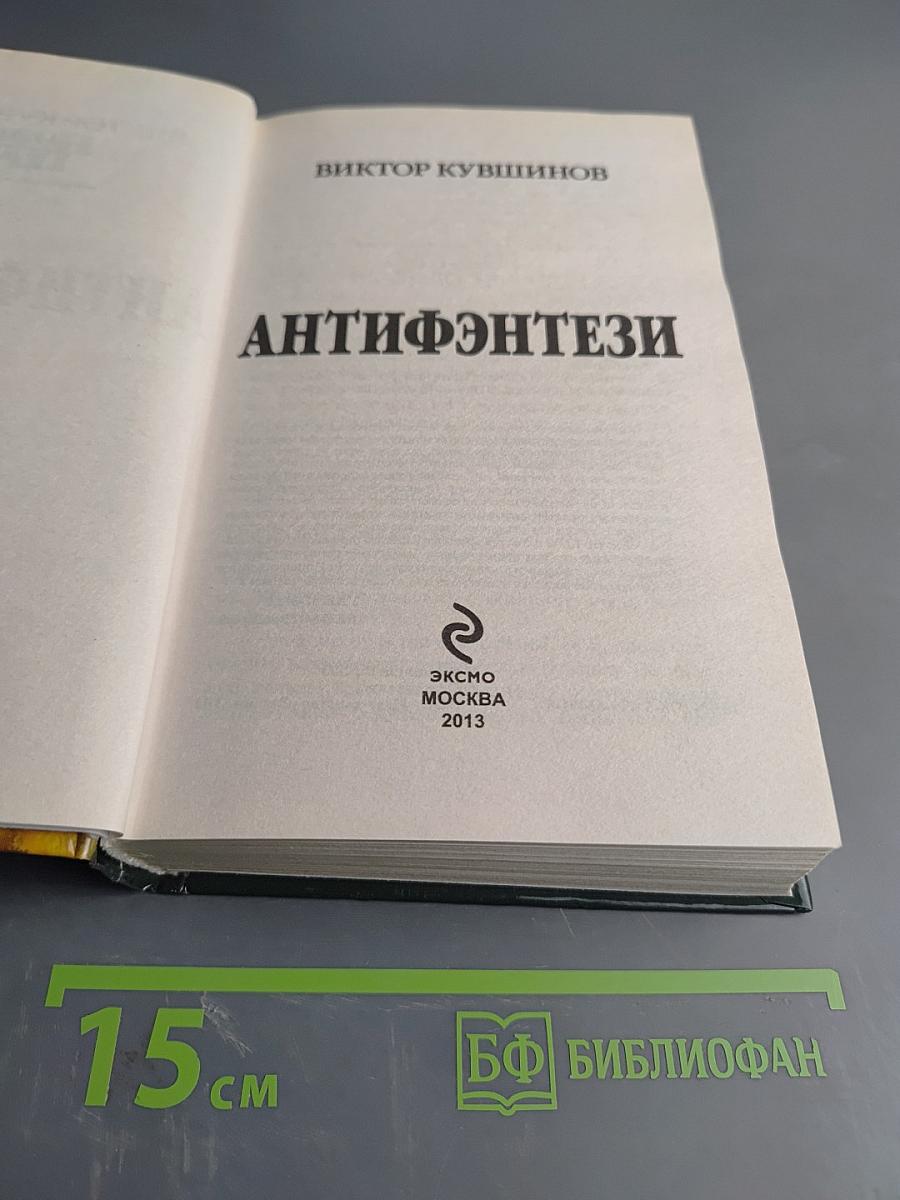 ВИКТОР КУВШИНОВ
АНТИФЭНТЕЗИ
ЭКСМО
МОСКВА
2013
15 см
БФ БИБЛИОФАН